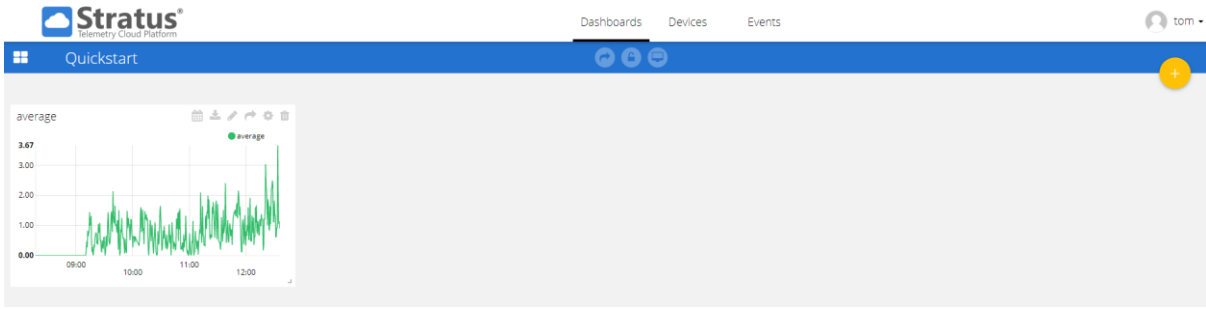 Stratus®
Telemetry Cloud Platform
Dashboards Devices Events
tom
Quickstart
+
average
average
3.67
3.00
2.00
1.00
0.00
09:00 10:00 11:00 12:00